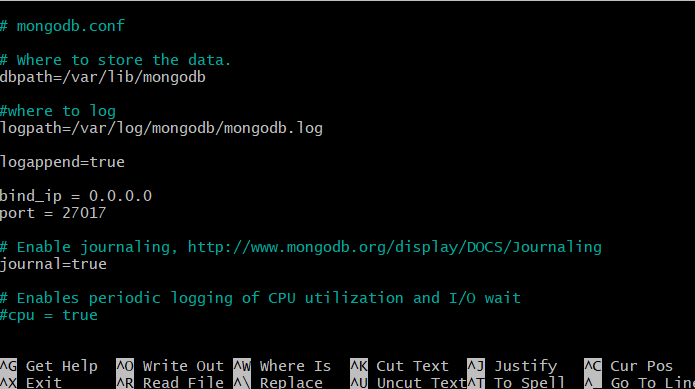 # mongodb.conf
# Where to store the data.
dbpath=/var/lib/mongodb
#where to log
logpath=/var/log/mongodb/mongodb.log
logappend=true
bind_ip = 0.0.0.0
port = 27017
# Enable journaling, http://www.mongodb.org/display/DOCS/Journaling
journal=true
# Enables periodic logging of CPU utilization and I/O wait
#cpu = true
^G Get Help ^O Write Out ^W Where Is ^K Cut Text ^J Justify ^C Cur Pos
^X Exit ^R Read File ^\ Replace ^U Uncut Text ^T To Spell ^_ Go To Line